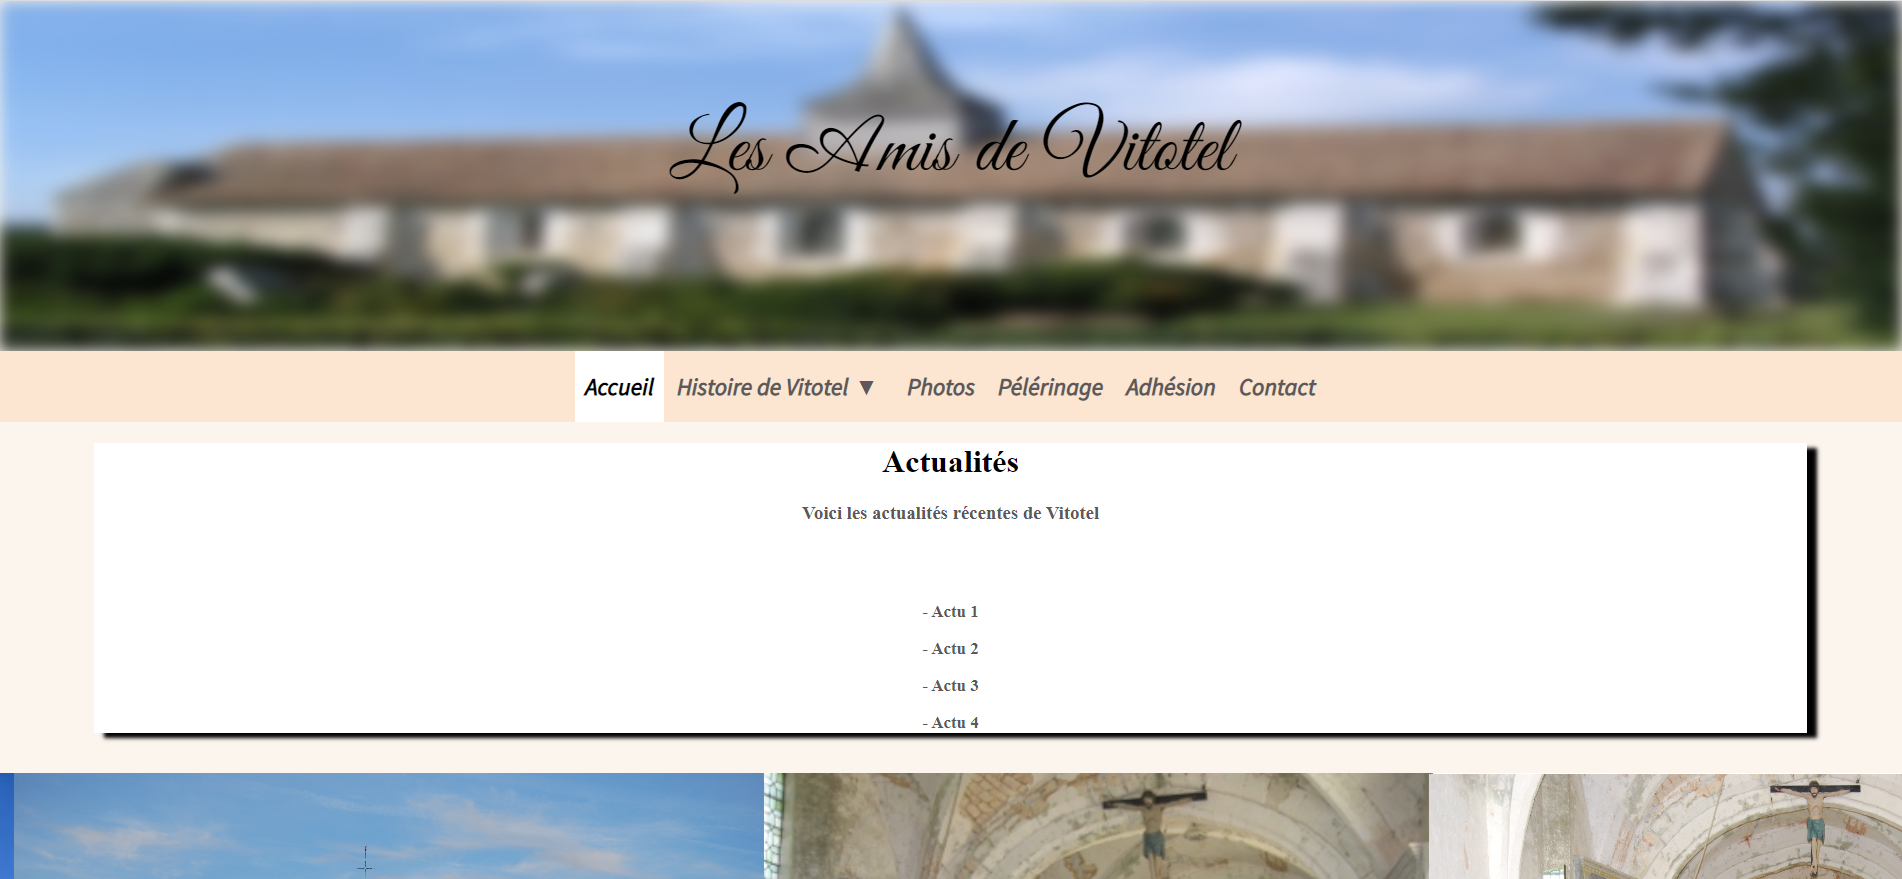 Les Amis de Vitotel
Accueil Histoire de Vitotel ▼ Photos Pélérinage Adhésion Contact
Actualités
Voici les actualités récentes de Vitotel
- Actu 1
- Actu 2
- Actu 3
- Actu 4